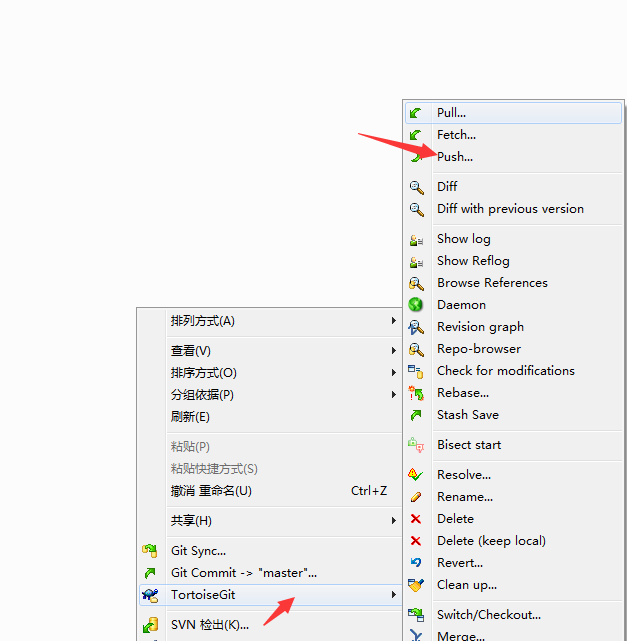 Pull...
Fetch...
Push...
Diff
Diff with previous version
Show log
Show Reflog
Browse References
Daemon
Revision graph
Repo-browser
Check for modifications
Rebase...
Stash Save
Bisect start
Resolve...
Rename...
Delete
Delete (keep local)
Revert...
Clean up...
Switch/Checkout...
Merge...
排列方式(A)
查看(V)
排序方式(O)
分组依据(P)
刷新(E)
粘贴(P)
粘贴快捷方式(S)
撤消 重命名(U) Ctrl+Z
共享(H)
Git Sync...
Git Commit -> "master"...
TortoiseGit
SVN 检出(K)...